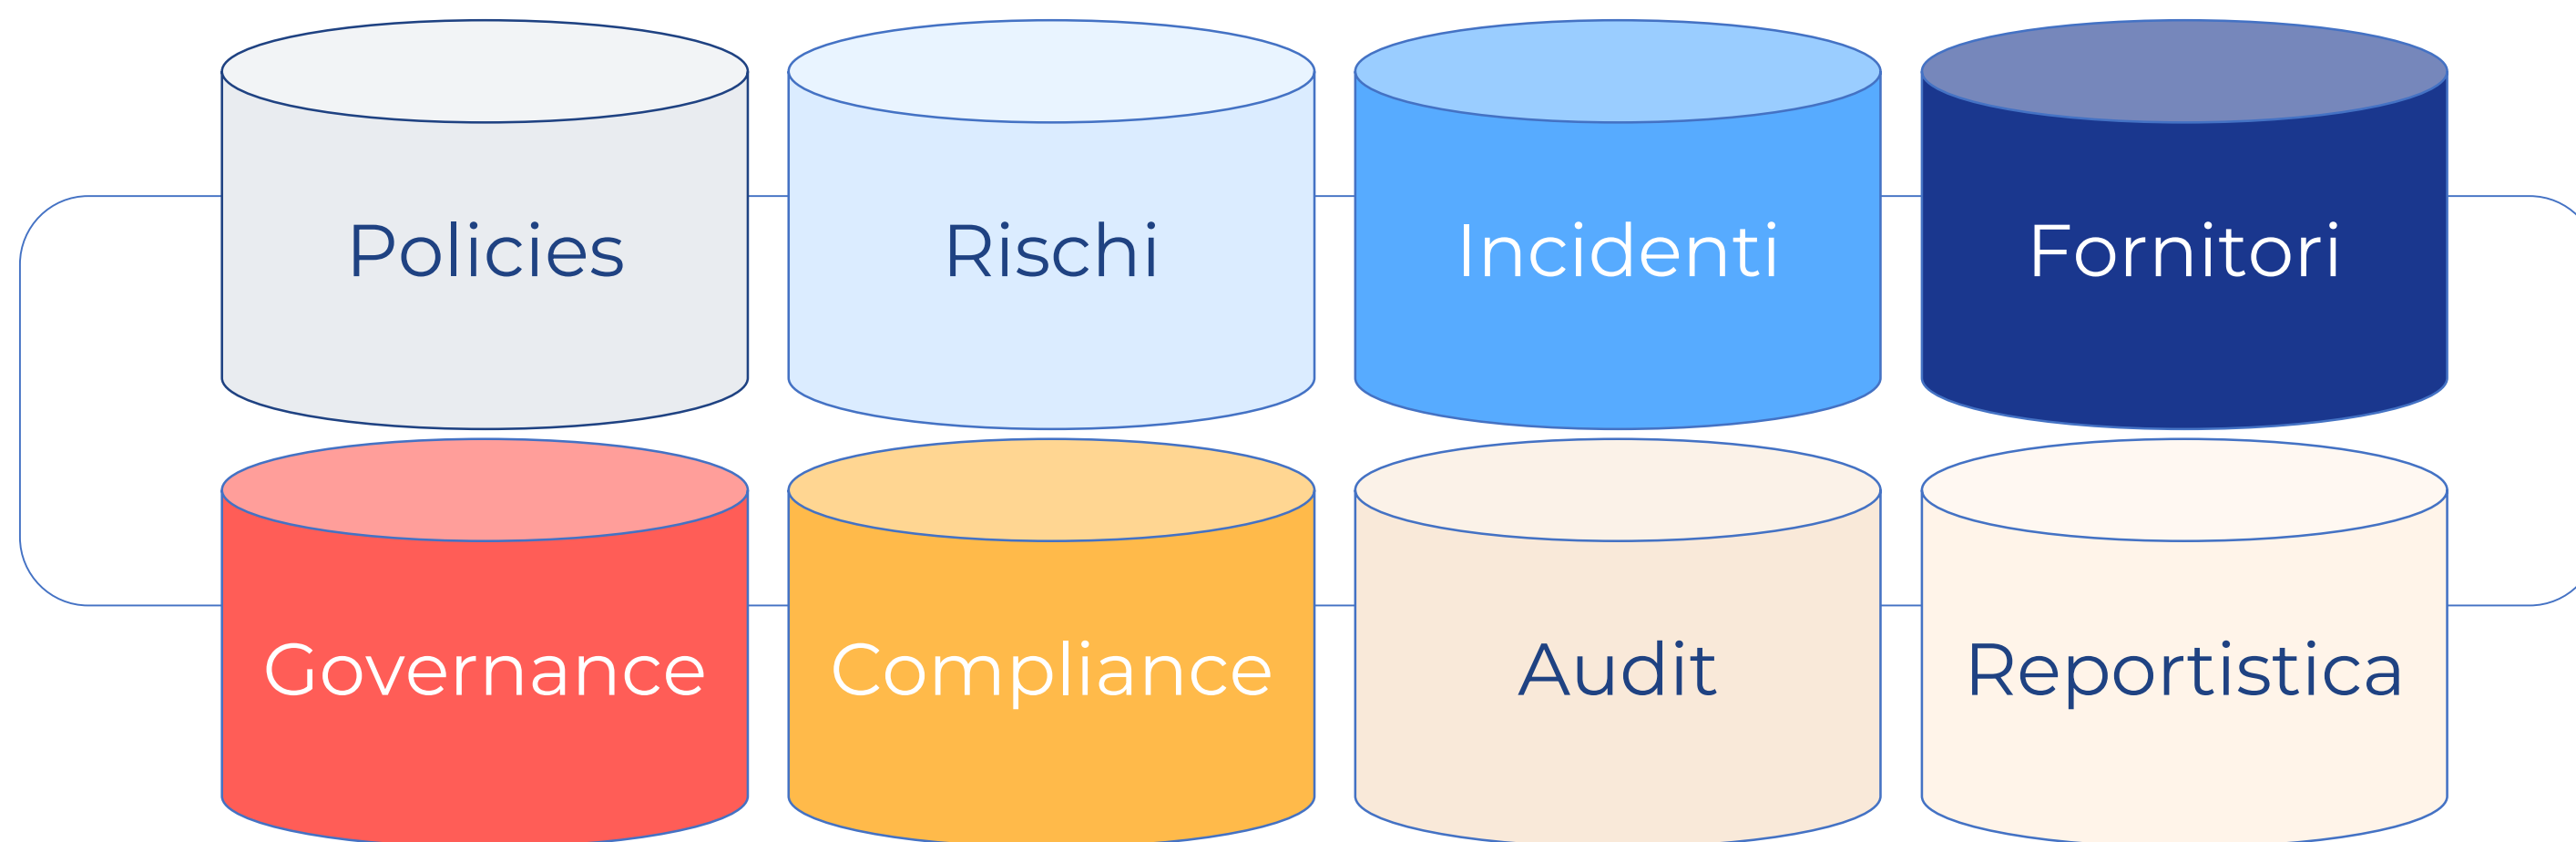 Policies
Rischi
Incidenti
Fornitori
Governance
Compliance
Audit
Reportistica